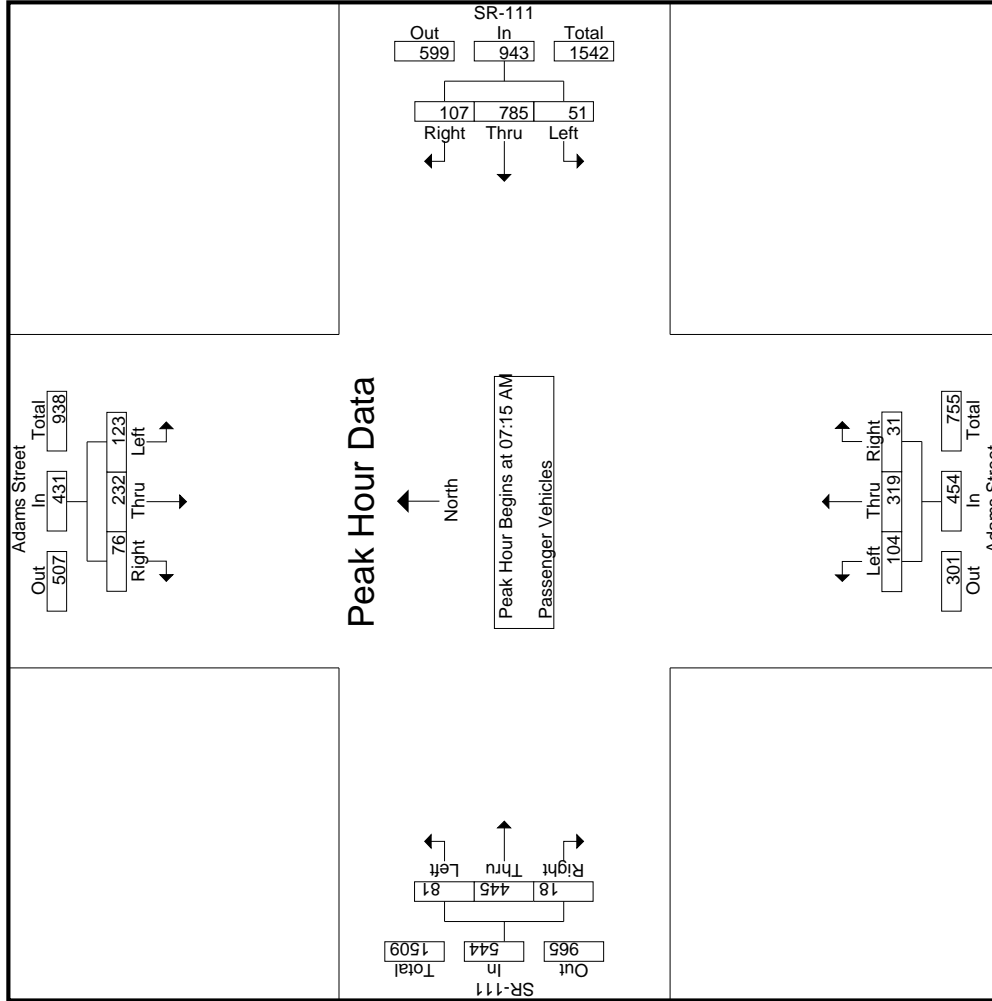 SR-111
Out In Total
599 943 1542
107 785 51
Right Thru Left
Adams Street
Out In Total
507 431 938
76 232 123
Right Thru Left
Peak Hour Data
North
Peak Hour Begins at 07:15 AM
Passenger Vehicles
Left Thru Right
104 319 31
301 454 755
Out In Total
Adams Street
Left Thru Right
81 445 18
1509 544 965
Total In Out
SR-111